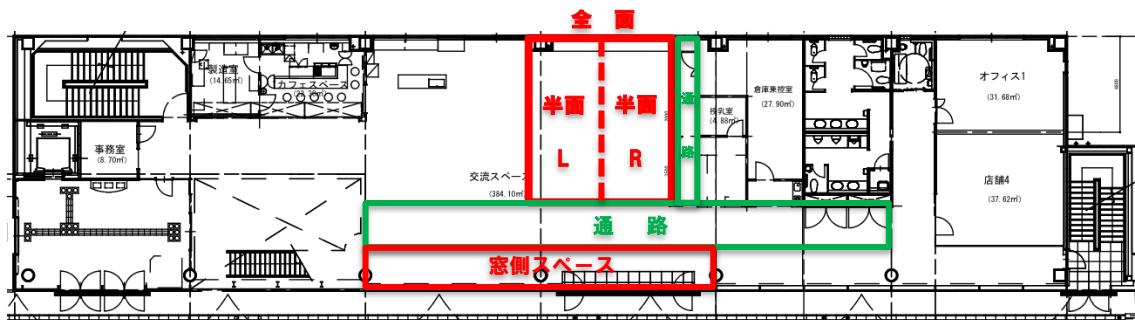 全 面
製造室
(14.65㎡)
カフェスペース
半面
半面
通
路
倉庫兼控室
(27.90㎡)
オフィス1
(31.68㎡)
授乳室
(4.88㎡)
事務室
(8.70㎡)
L
R
交流スペース
(384.10㎡)
店舗4
(37.62㎡)
通 路
窓側スペース